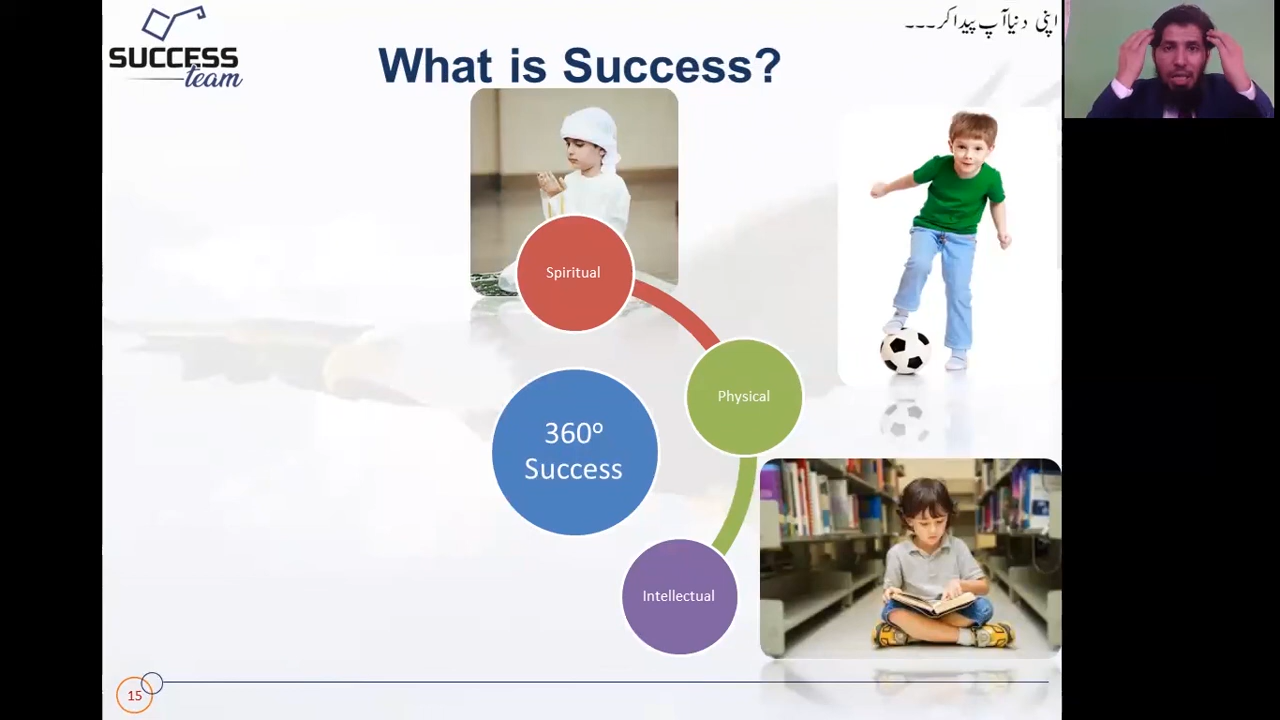 SUCCESS
team
اپنی دنیا آپ پیدا کر۔۔۔
What is Success?
Spiritual
Physical
360º
Success
Intellectual
15